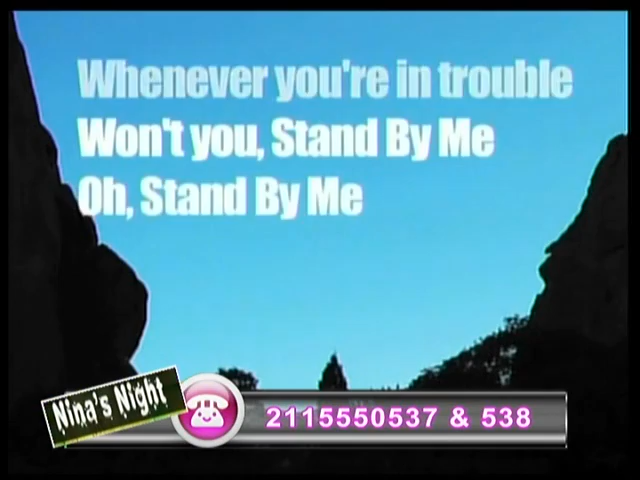 Whenever you're in trouble
Won't you, Stand By Me
Oh, Stand By Me
Nina's Night
2115550537 & 538